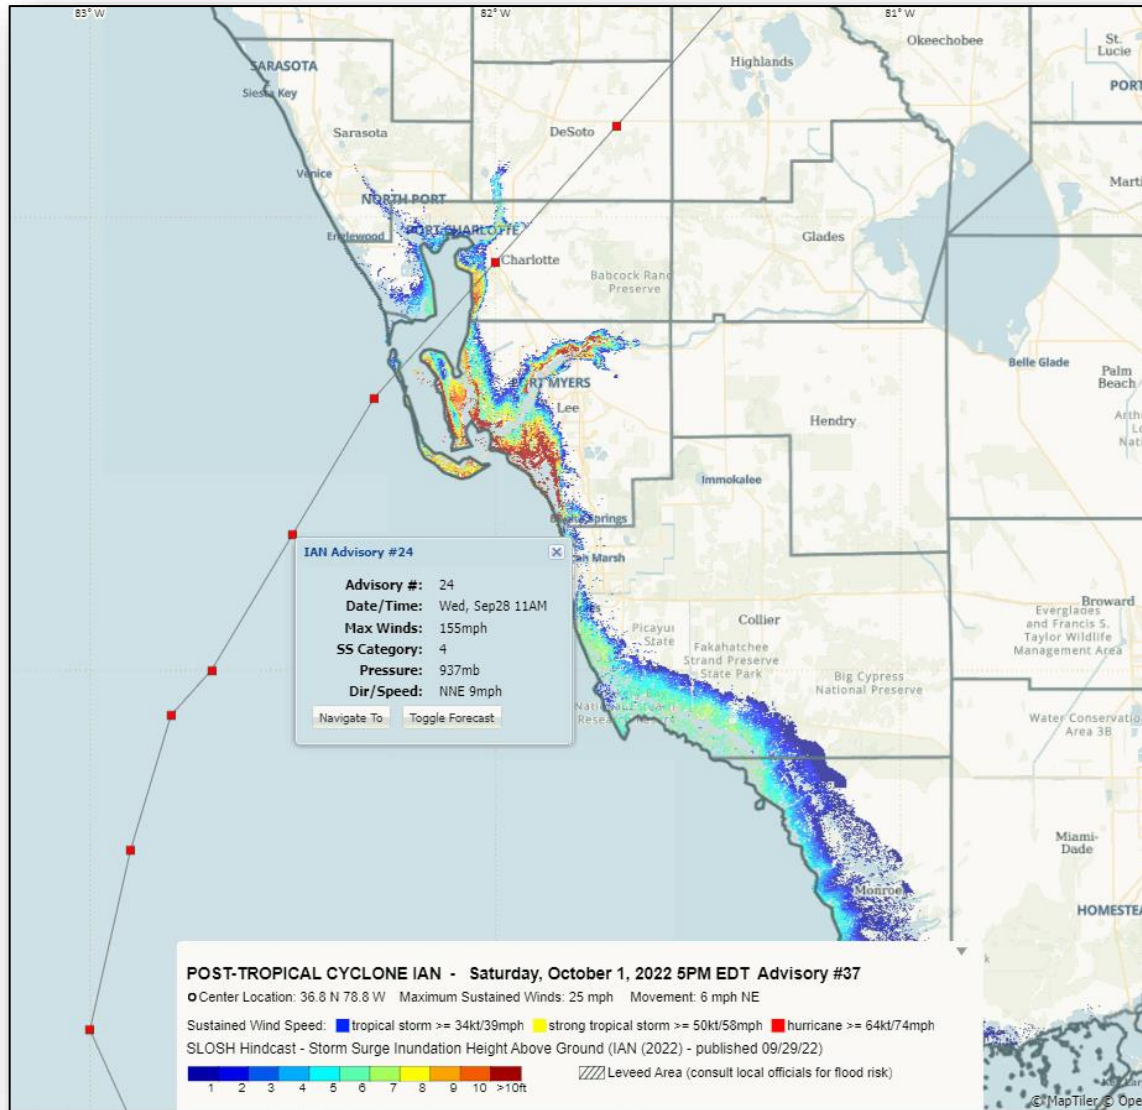 83° W
82° W
81° W
Okeechobee
St. Lucie
Highlands
SARASOTA
Siesta Key
PORT
Sarasota
DeSoto
Venice
NORTH PORT
Marti
PORT CHARLOTTE
Englewood
Glades
Charlotte
Babcock Ranc
Preserve
Belle Glade
Palm
Beach
FORT MYERS
Lee
Hendry
Immokalee
Springs
Marsh
IAN Advisory #24
Advisory #: 24
Date/Time: Wed, Sep28 11AM
Max Winds: 155mph
SS Category: 4
Pressure: 937mb
Dir/Speed: NNE 9mph
Navigate To
Toggle Forecast
Broward
Everglades
and Francis S.
Taylor Wildlife
Management Area
Collier
Picayun
State
Fakahatchee
Strand Preserve
State Park
Big Cypress
National Preserve
Water Conservatio
Area 3B
Miami-
Dade
Monroe
HOMESTEA
POST-TROPICAL CYCLONE IAN - Saturday, October 1, 2022 5PM EDT Advisory #37
Center Location: 36.8 N 78.8 W Maximum Sustained Winds: 25 mph Movement: 6 mph NE
Sustained Wind Speed: tropical storm >= 34kt/39mph strong tropical storm >= 50kt/58mph hurricane >= 64kt/74mph
SLOSH Hindcast - Storm Surge Inundation Height Above Ground (IAN (2022) - published 09/29/22)
1 2 3 4 5 6 7 8 9 10 >10ft
Leveed Area (consult local officials for flood risk)
© MapTiler © Ope